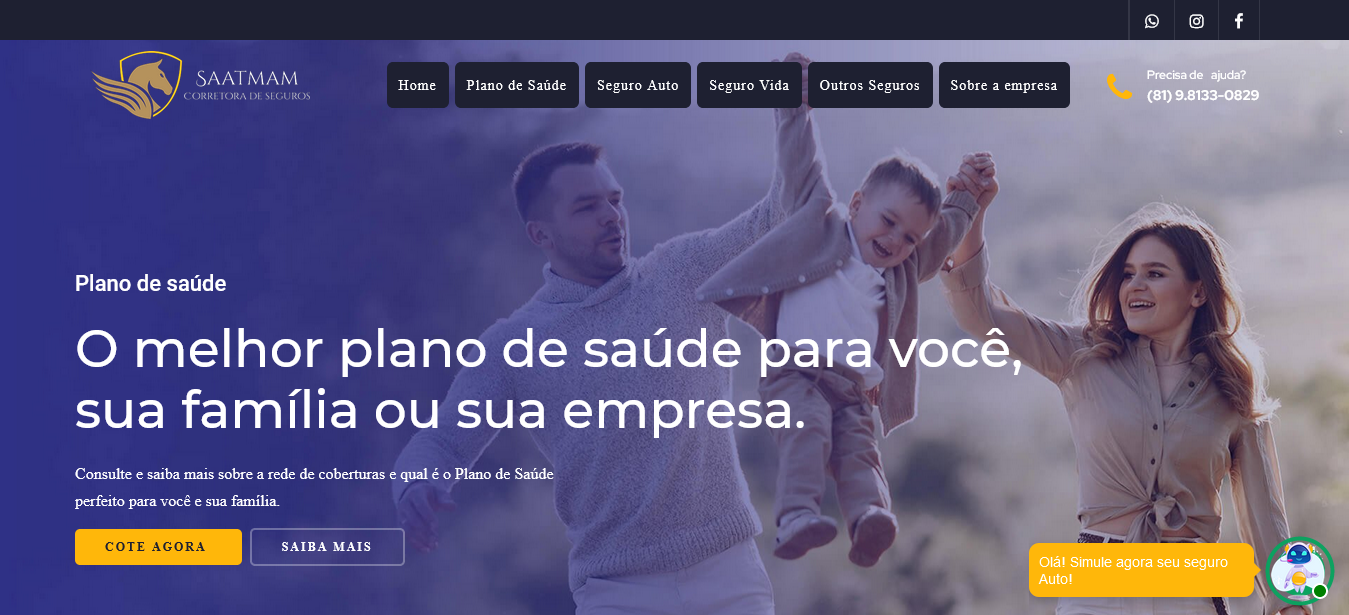 SAATMAM
CORRETORA DE SEGUROS
Home
Plano de Saúde
Seguro Auto
Seguro Vida
Outros Seguros
Sobre a empresa
Precisa de ajuda?
(81) 9.8133-0829
Plano de saúde
O melhor plano de saúde para você,
sua família ou sua empresa.
Consulte e saiba mais sobre a rede de coberturas e qual é o Plano de Saúde
perfeito para você e sua família.
COTE AGORA
SAIBA MAIS
Olá! Simule agora seu seguro
Auto!